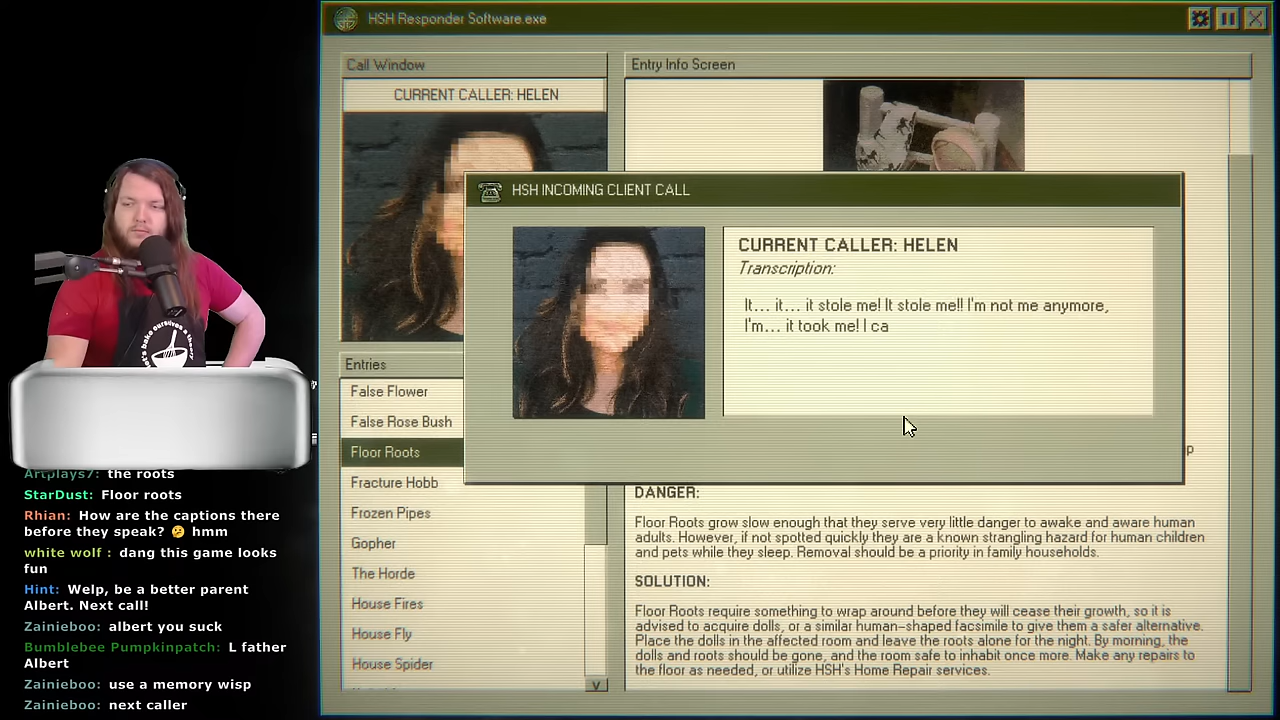 HSH Responder Software.exe
Call Window
CURRENT CALLER: HELEN
Entry Info Screen
HSH INCOMING CLIENT CALL
CURRENT CALLER: HELEN
Transcription:
It... it... it stole me! It stole me!! I'm not me anymore,
I'm... it took me! I ca
Entries
False Flower
False Rose Bush
Floor Roots
Fracture Hobb
Frozen Pipes
Gopher
The Horde
House Fires
House Fly
House Spider
p
DANGER:
Floor Roots grow slow enough that they serve very little danger to awake and aware human
adults. However, if not spotted quickly they are a known strangling hazard for human children
and pets while they sleep. Removal should be a priority in family households.
SOLUTION:
Floor Roots require something to wrap around before they will cease their growth, so it is
advised to acquire dolls, or a similar human-shaped facsimile to give them a safer alternative.
Place the dolls in the affected room and leave the roots alone for the night. By morning, the
dolls and roots should be gone, and the room safe to inhabit once more. Make any repairs to
the floor as needed, or utilize HSH's Home Repair services.
let's bake ourselves a
Artplays7: the roots
StarDust: Floor roots
Rhian: How are the captions there
before they speak? 🤔 hmm
white wolf : dang this game looks
fun
Hint: Welp, be a better parent
Albert. Next call!
Zainieboo: albert you suck
Bumblebee Pumpkinpatch: L father
Albert
Zainieboo: use a memory wisp
Zainieboo: next caller